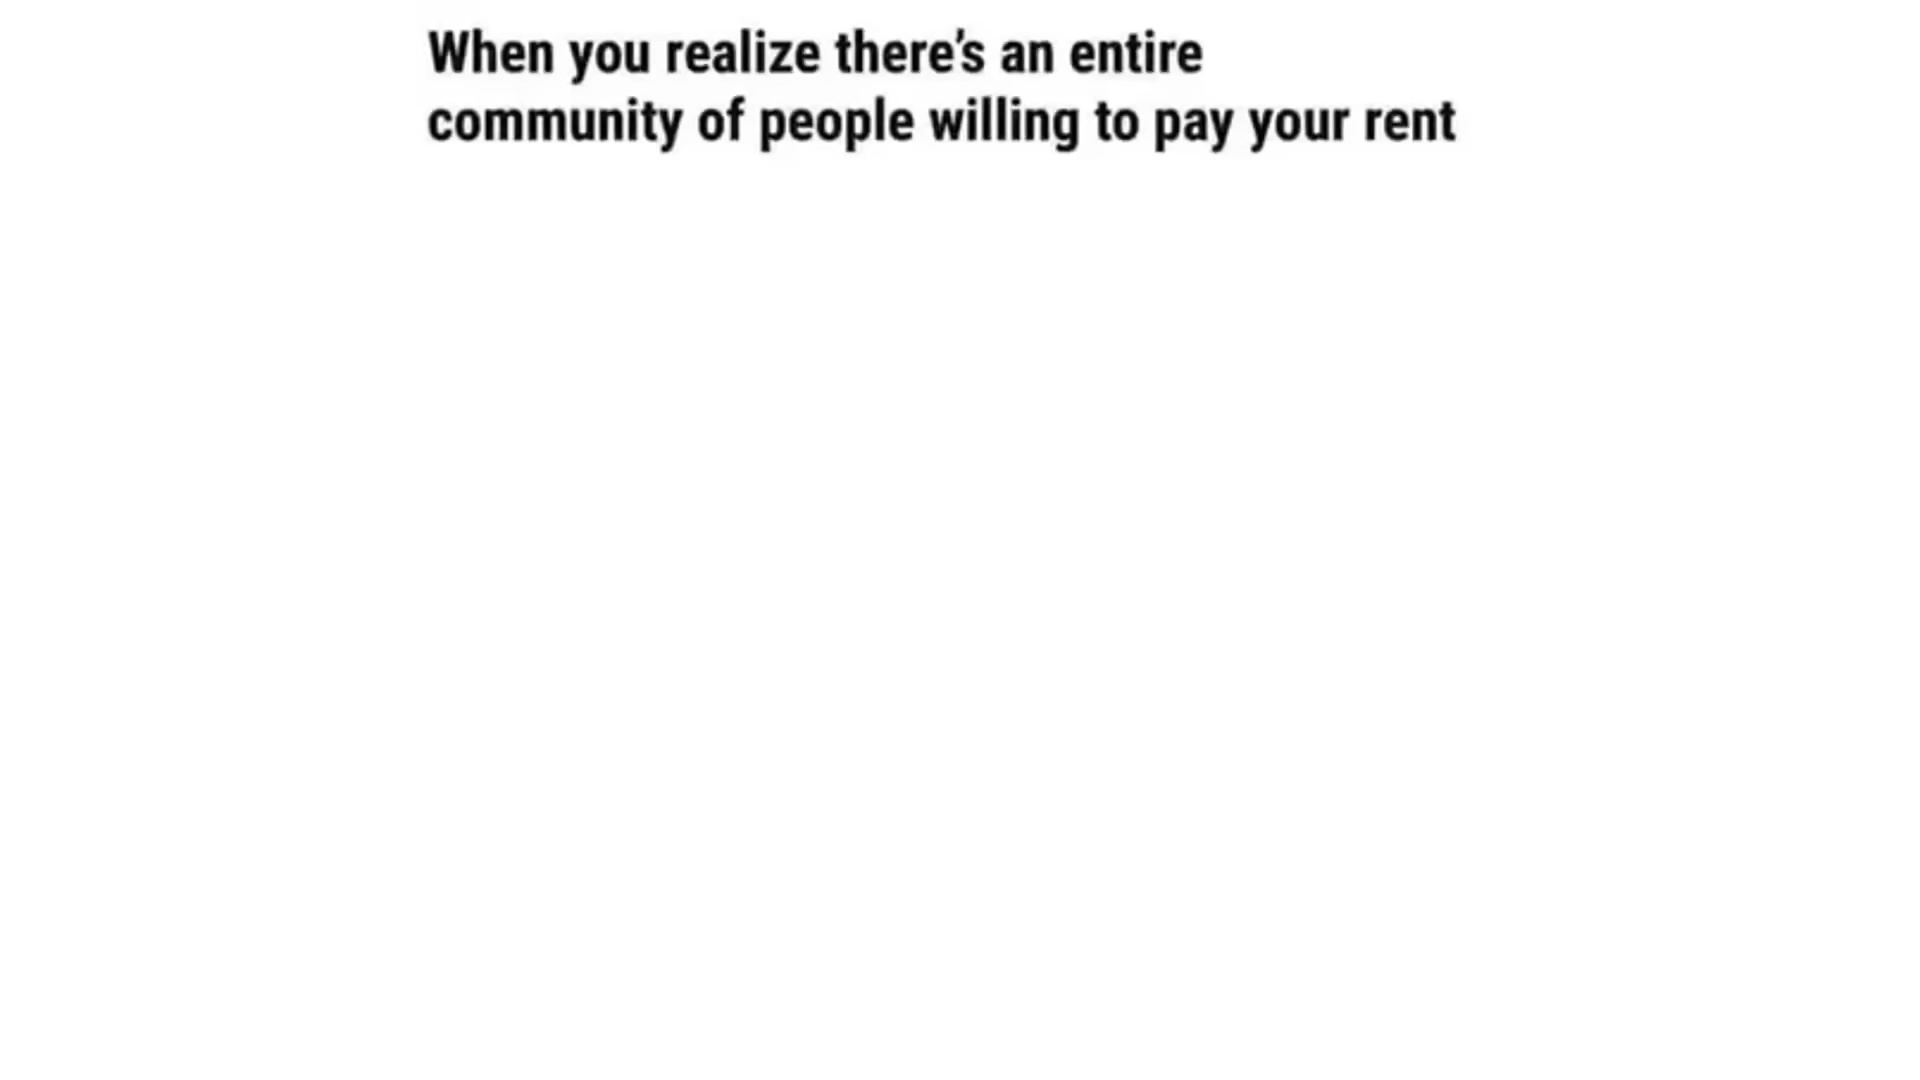 When you realize there’s an entire
community of people willing to pay your rent